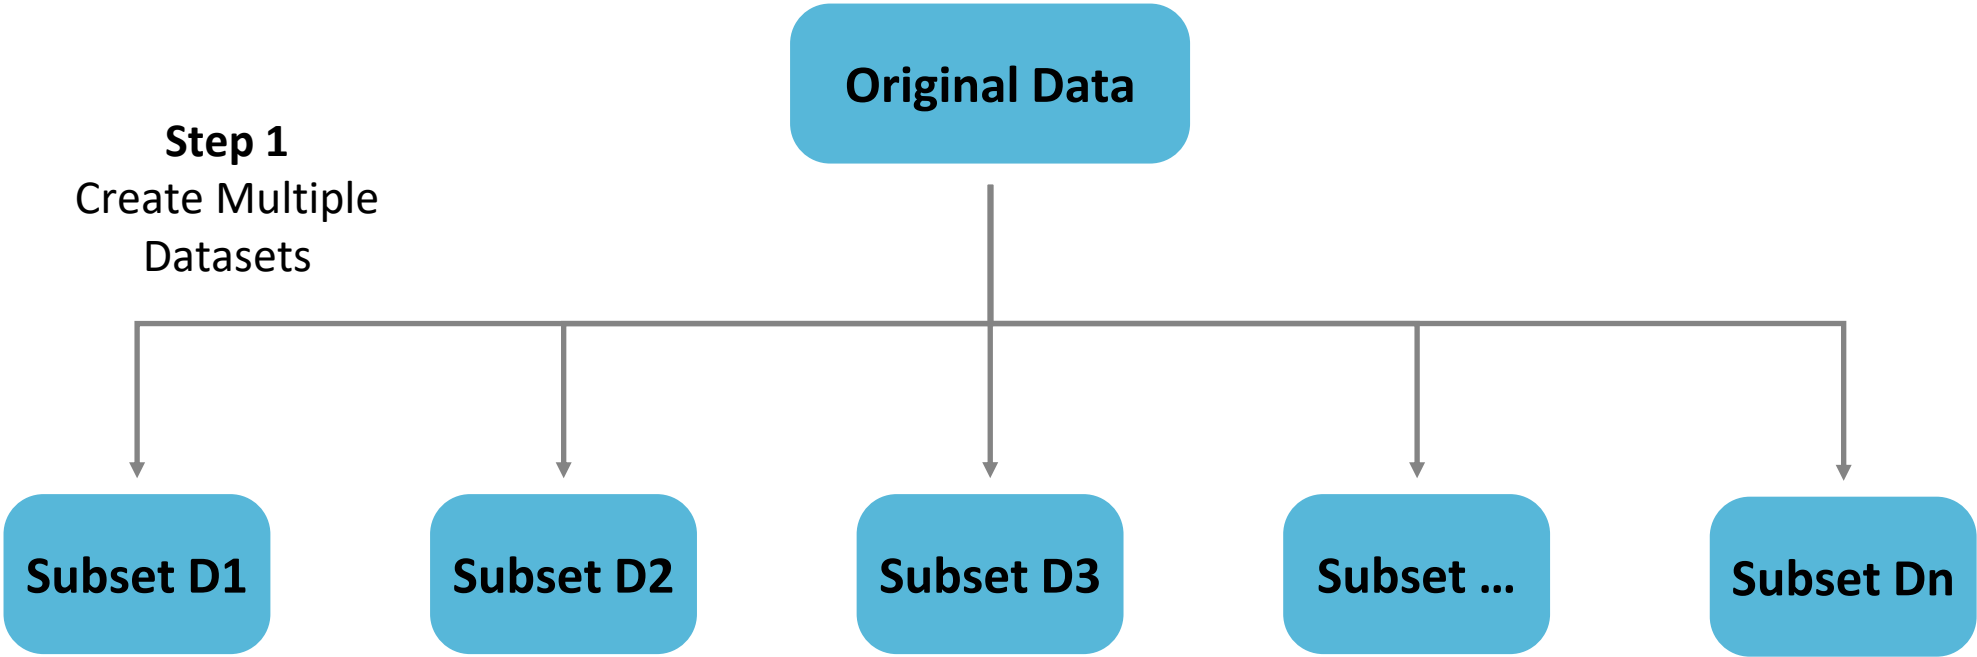 Original Data
Step 1
Create Multiple
Datasets
Subset D1
Subset D2
Subset D3
Subset ...
Subset Dn